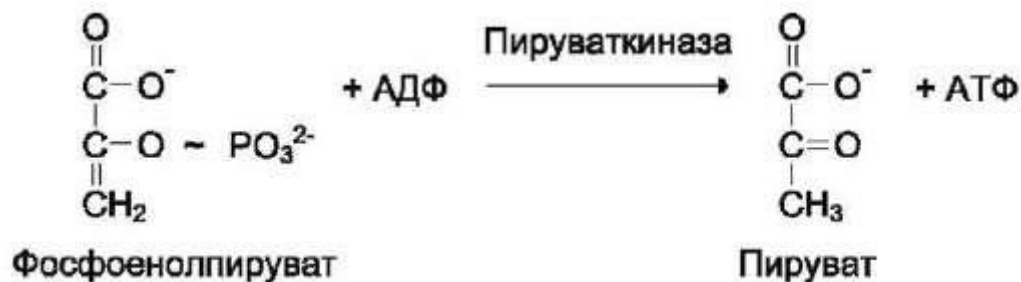 O O
Пируваткиназа
C–O⁻ + АДФ C–O⁻ + АТФ
C–O ~ PO₃²⁻ C=O
CH₂ CH₃
Фосфоенолпируват Пируват